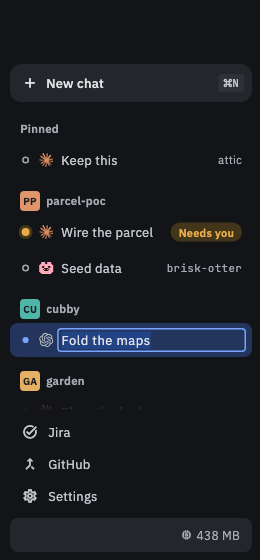 New chat
⌘N
Pinned
Keep this
attic
PP
parcel-poc
Wire the parcel
Needs you
Seed data
brisk-otter
CU
cubby
Fold the maps
GA
garden
Jira
GitHub
Settings
438 MB